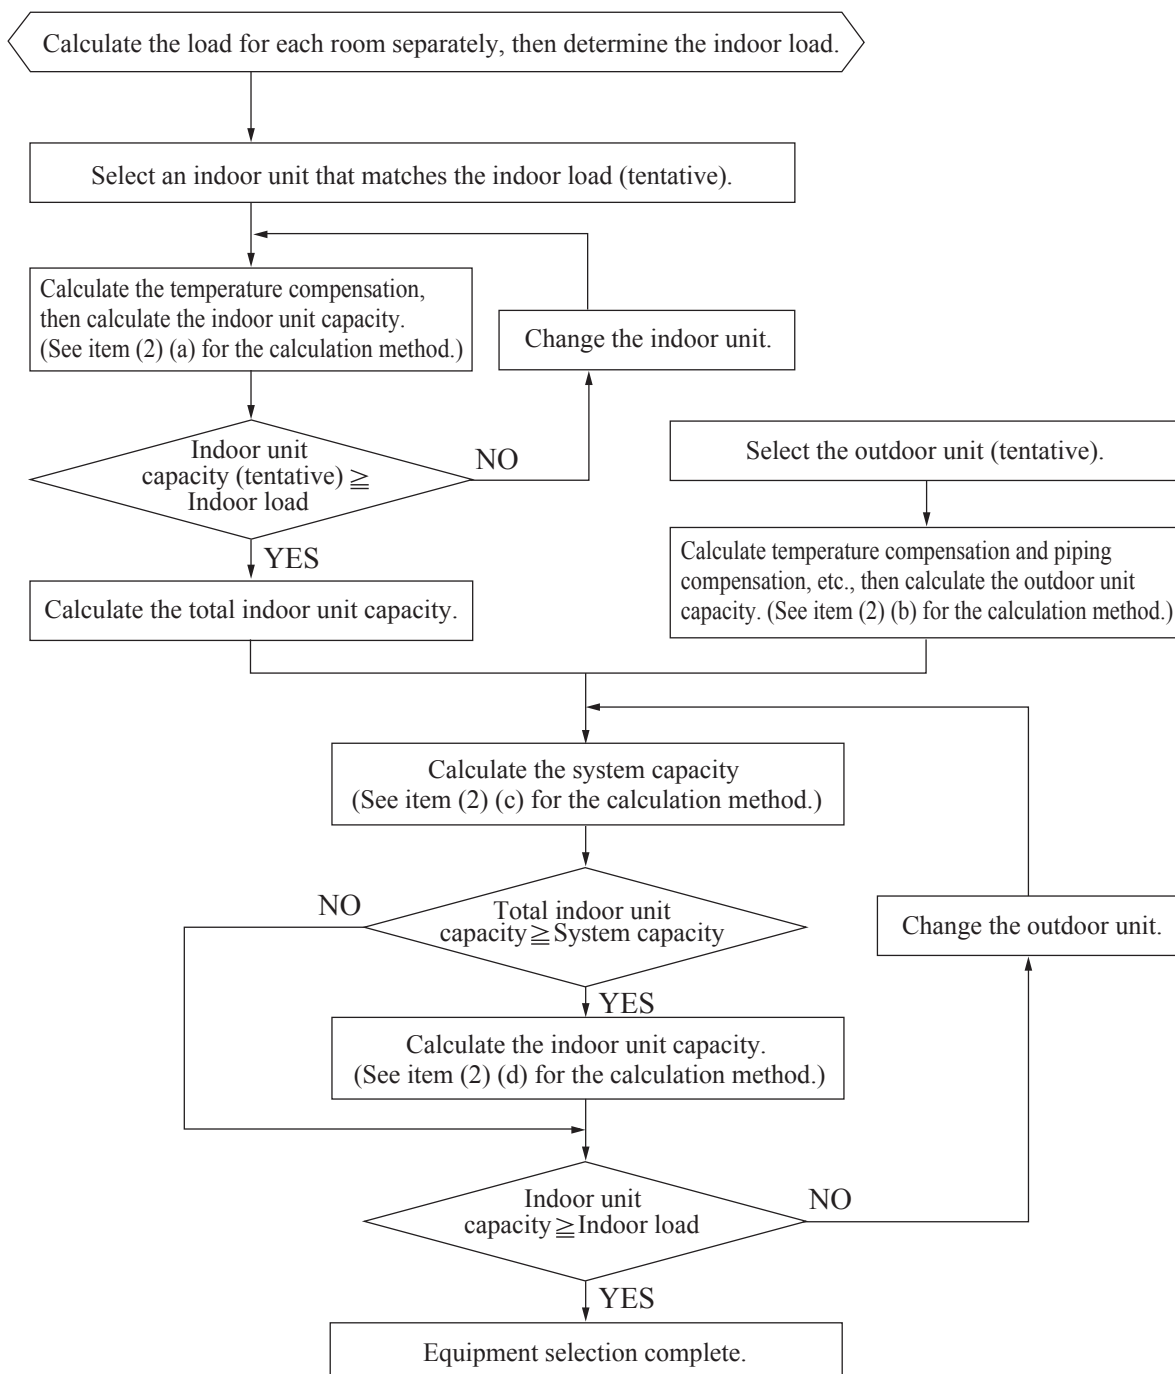 Calculate the load for each room separately, then determine the indoor load.
Select an indoor unit that matches the indoor load (tentative).
Calculate the temperature compensation,
then calculate the indoor unit capacity.
(See item (2) (a) for the calculation method.)
Change the indoor unit.
Indoor unit
capacity (tentative) ≧
Indoor load
NO
YES
Calculate the total indoor unit capacity.
Select the outdoor unit (tentative).
Calculate temperature compensation and piping
compensation, etc., then calculate the outdoor unit
capacity. (See item (2) (b) for the calculation method.)
Calculate the system capacity
(See item (2) (c) for the calculation method.)
NO
Total indoor unit
capacity≧System capacity
Change the outdoor unit.
YES
Calculate the indoor unit capacity.
(See item (2) (d) for the calculation method.)
Indoor unit
capacity≧Indoor load
NO
YES
Equipment selection complete.